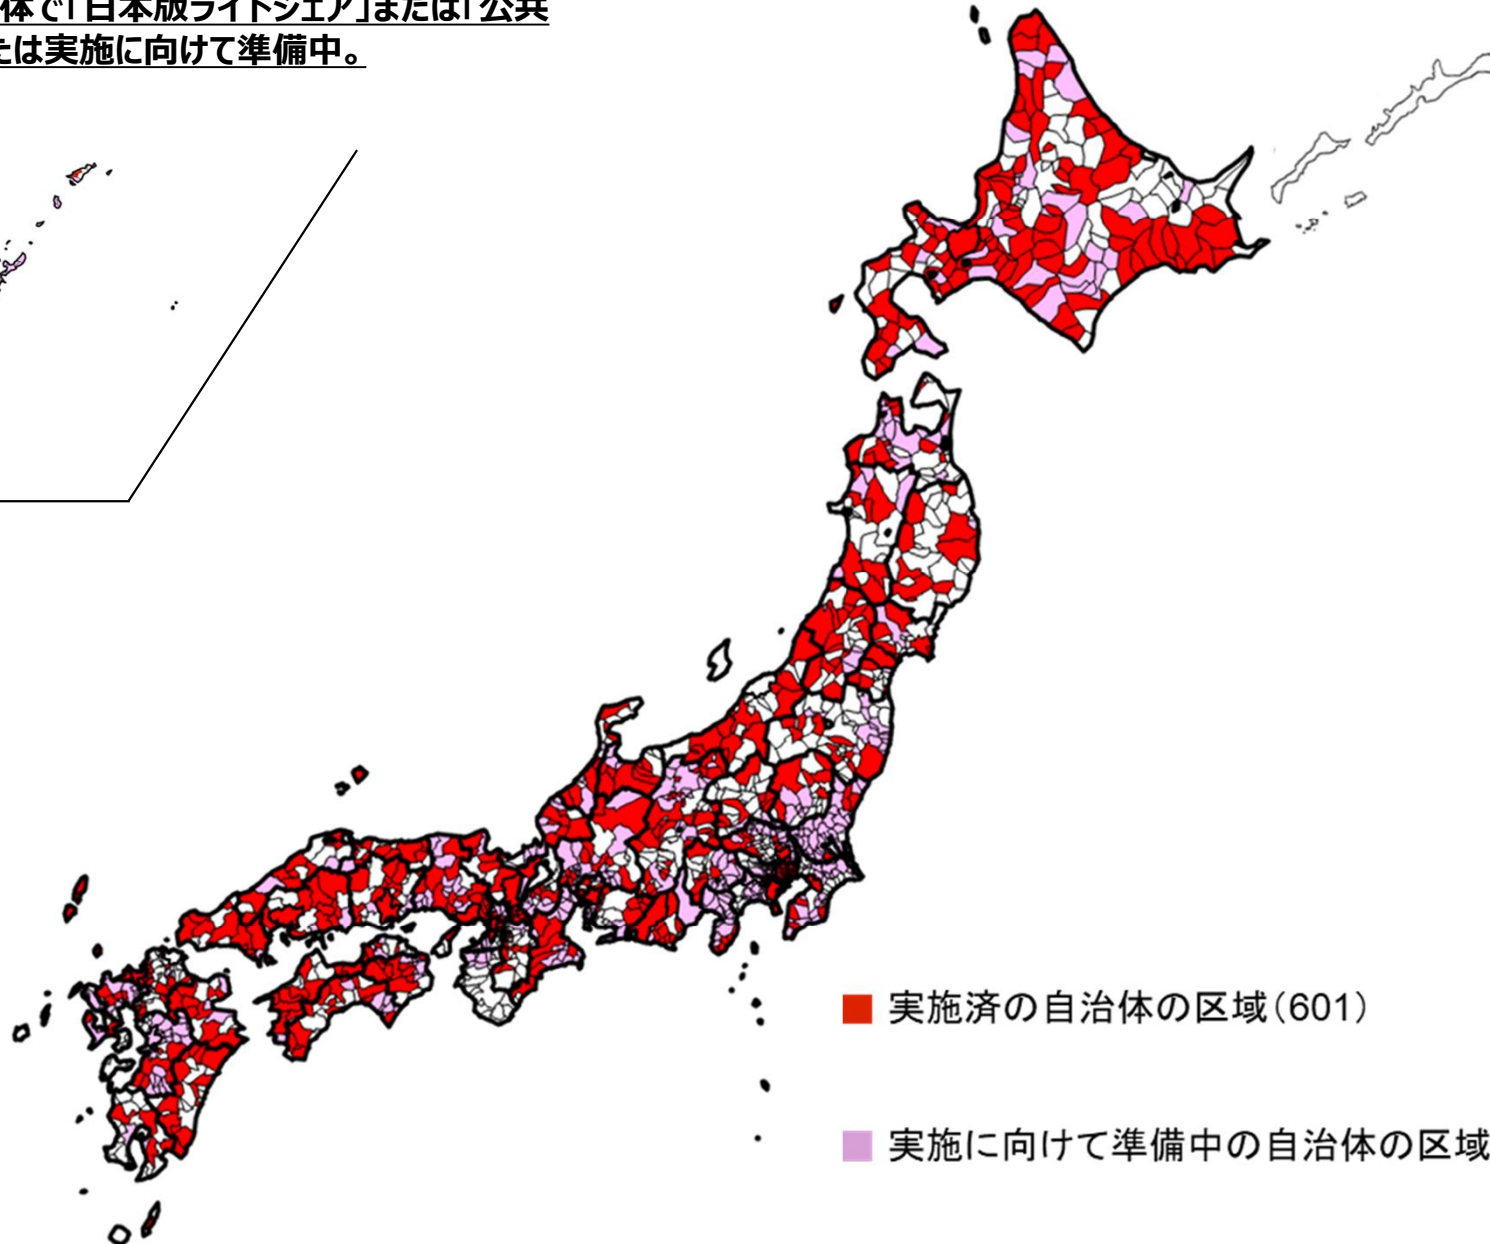 体で「日本版ライドシェア」または「公共
たは実施に向けて準備中。
実施済の自治体の区域（601）
実施に向けて準備中の自治体の区域